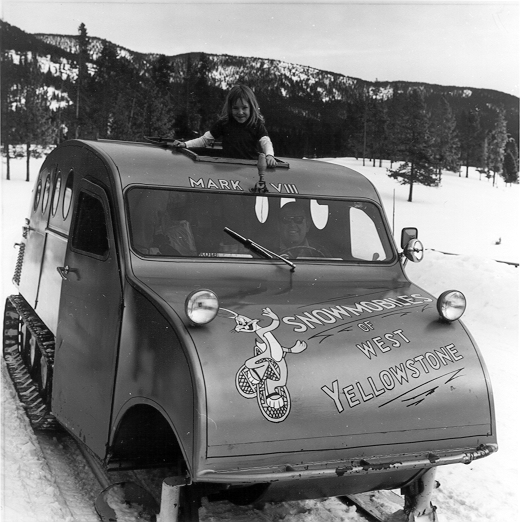 MARK VIII
SNOWMOBILES
OF
WEST
YELLOWSTONE